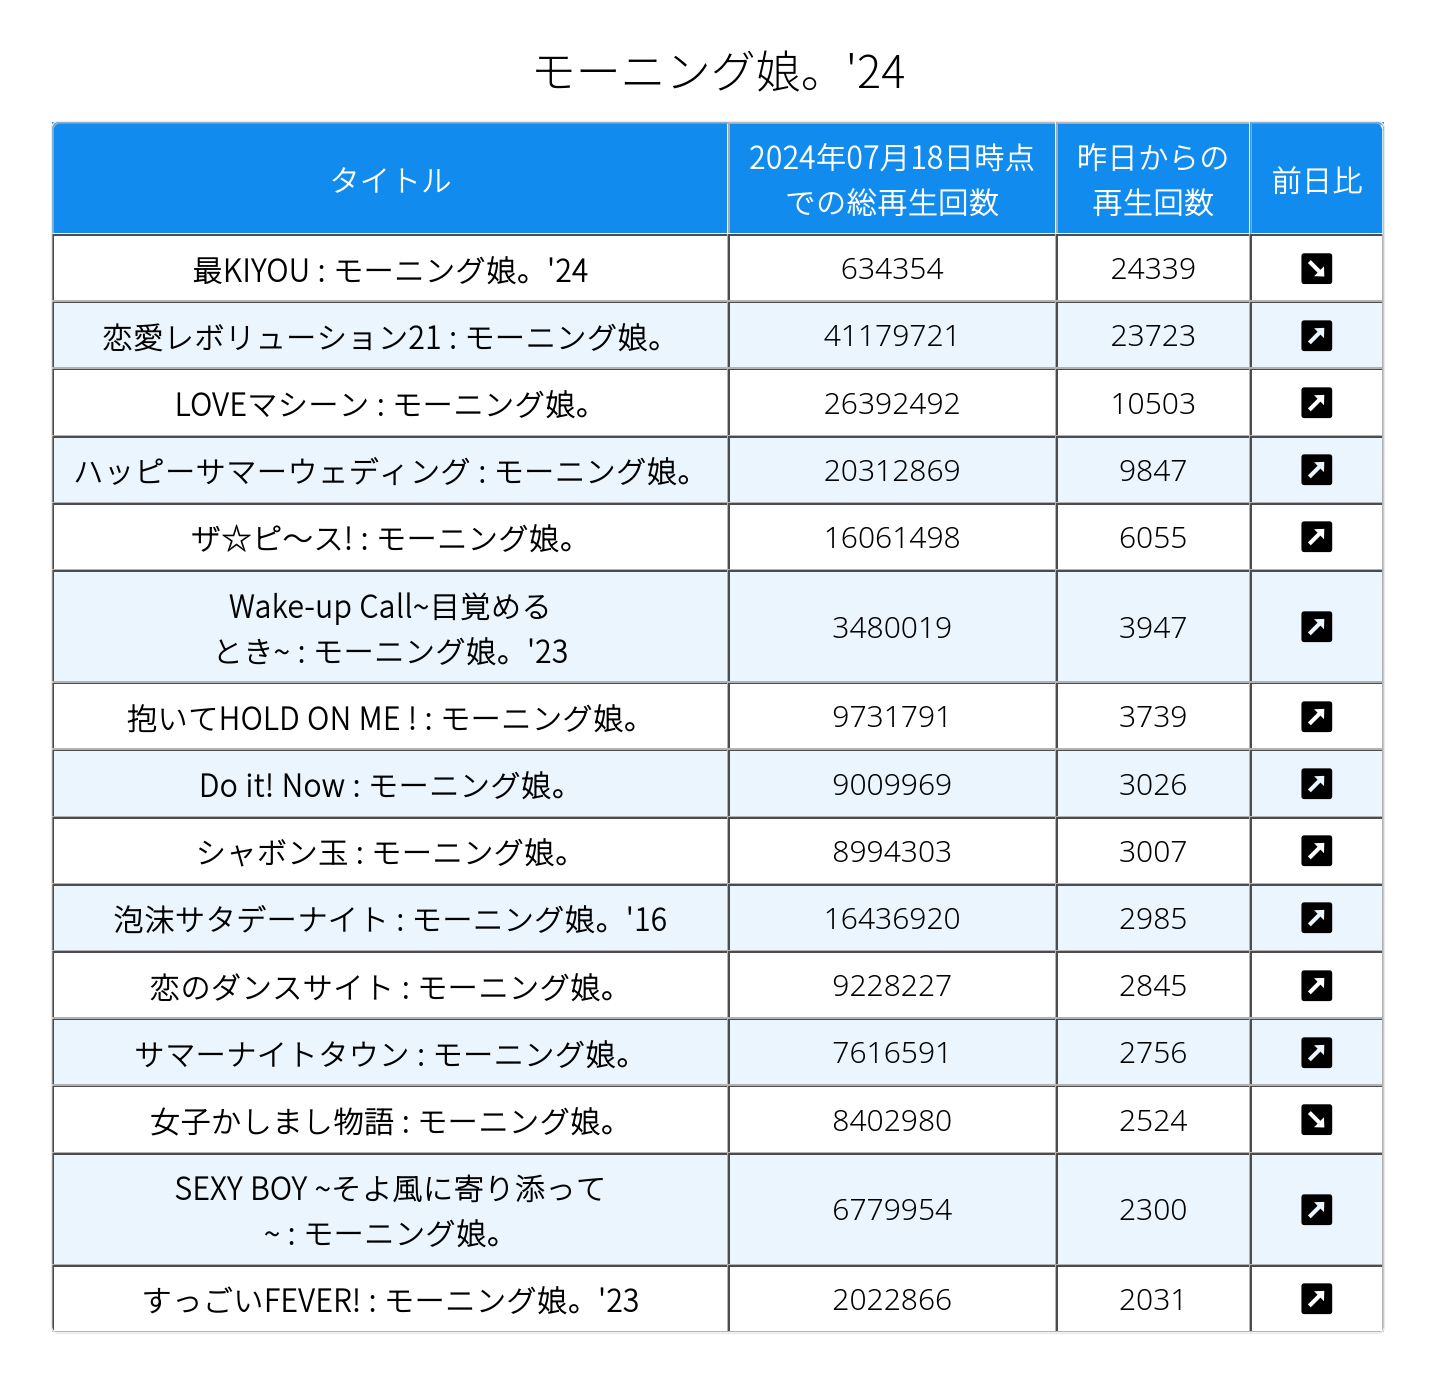 モーニング娘。'24
タイトル
2024年07月18日時点
での総再生回数
昨日からの
再生回数
前日比
最KIYOU : モーニング娘。'24 634354 24339
恋愛レボリューション21 : モーニング娘。 41179721 23723
LOVEマシーン : モーニング娘。 26392492 10503
ハッピーサマーウェディング : モーニング娘。 20312869 9847
ザ☆ピ〜ス! : モーニング娘。 16061498 6055
Wake-up Call~目覚める
とき~ : モーニング娘。'23 3480019 3947
抱いてHOLD ON ME ! : モーニング娘。 9731791 3739
Do it! Now : モーニング娘。 9009969 3026
シャボン玉 : モーニング娘。 8994303 3007
泡沫サタデーナイト : モーニング娘。'16 16436920 2985
恋のダンスサイト : モーニング娘。 9228227 2845
サマーナイトタウン : モーニング娘。 7616591 2756
女子かしまし物語 : モーニング娘。 8402980 2524
SEXY BOY ~そよ風に寄り添って
~ : モーニング娘。 6779954 2300
すっごいFEVER! : モーニング娘。'23 2022866 2031